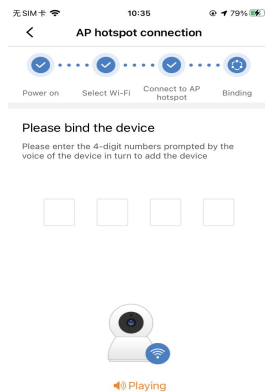 无SIM卡 10:35 79%
AP hotspot connection
Power on Select Wi-Fi Connect to AP hotspot Binding
Please bind the device
Please enter the 4-digit numbers prompted by the
voice of the device in turn to add the device
Playing